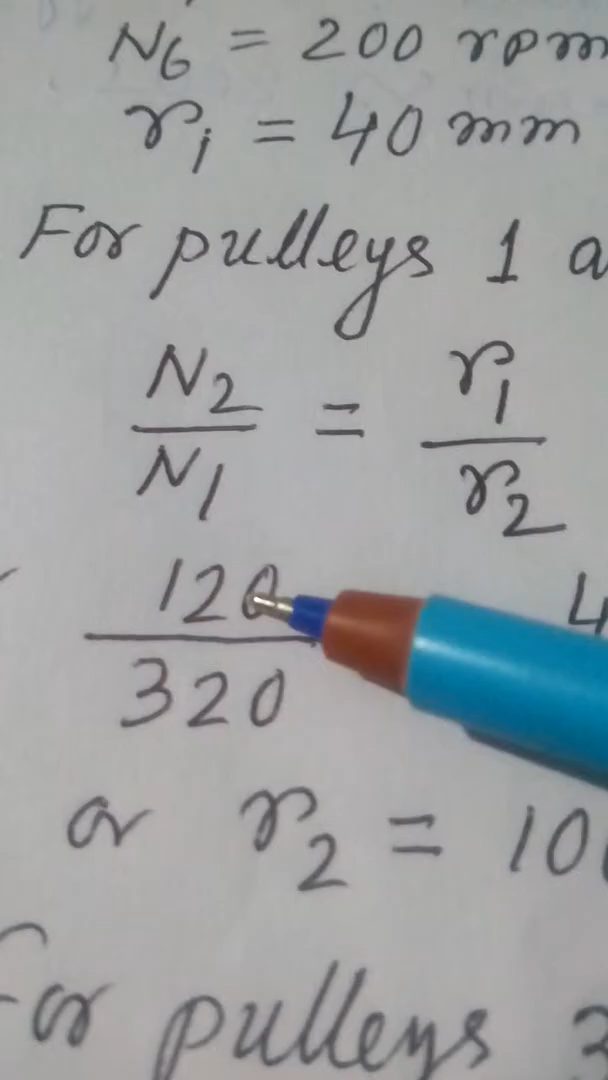 N6 = 200 rpm
r1 = 40 mm
For pulleys 1
N2/N1 = r1/r2
120/320
or r2 =
For pulleys